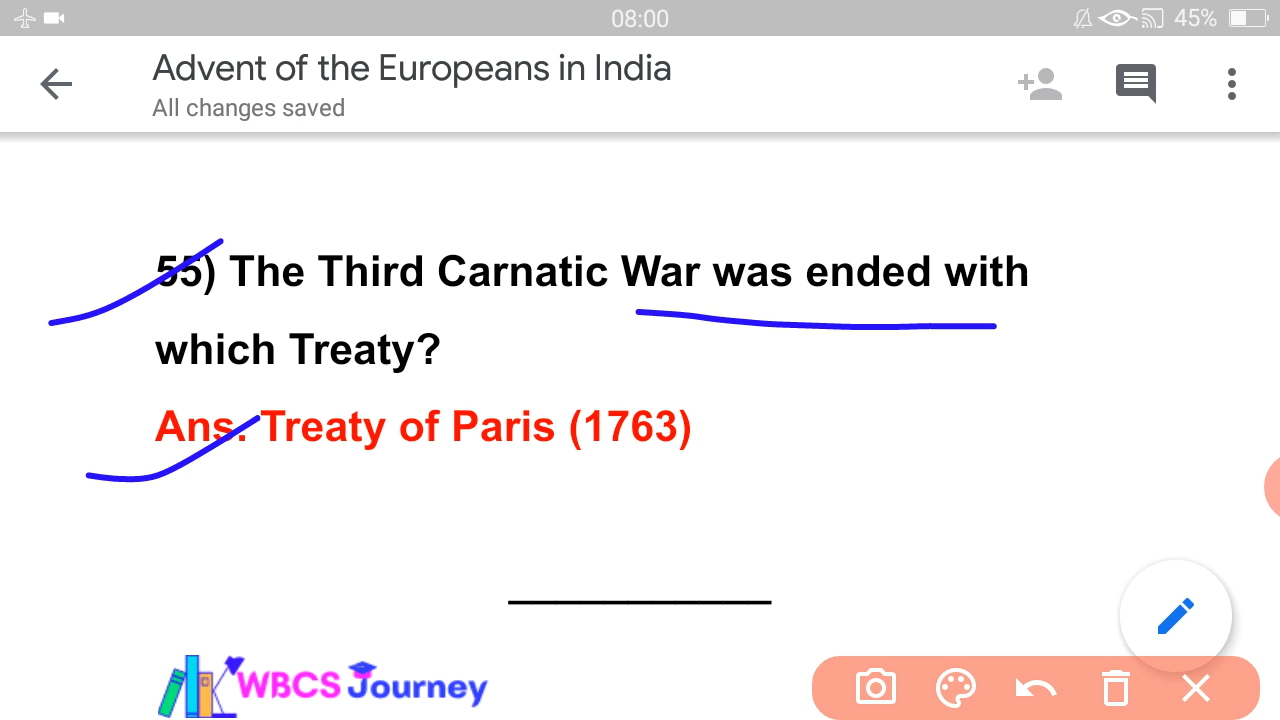 08:00
45%
Advent of the Europeans in India
All changes saved
55) The Third Carnatic War was ended with
which Treaty?
Ans. Treaty of Paris (1763)
WBCS Journey